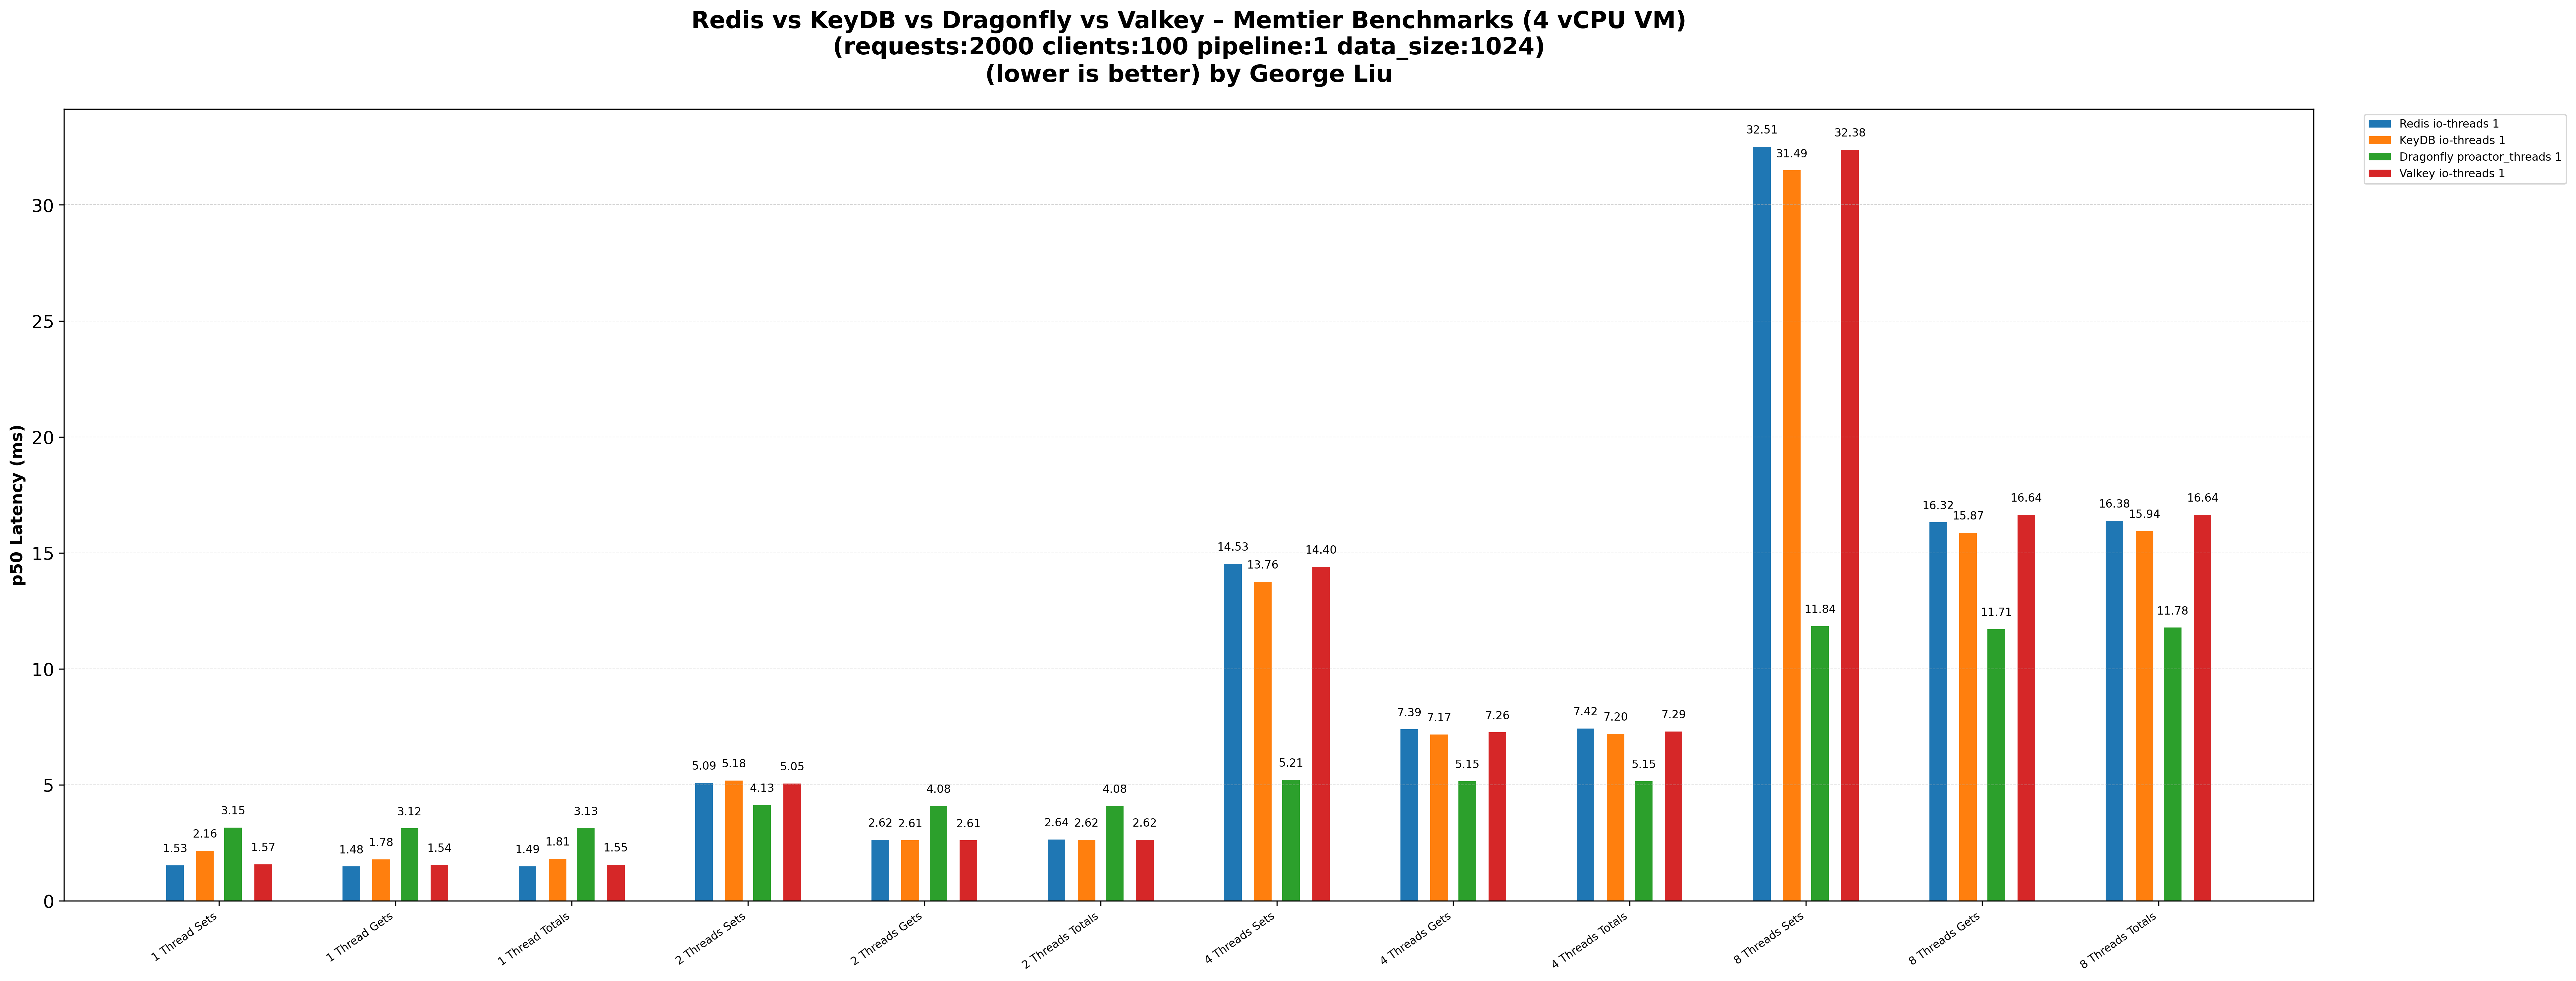 Redis vs KeyDB vs Dragonfly vs Valkey – Memtier Benchmarks (4 vCPU VM)
(requests:2000 clients:100 pipeline:1 data_size:1024)
(lower is better) by George Liu
Redis io-threads 1
KeyDB io-threads 1
Dragonfly proactor_threads 1
Valkey io-threads 1
p50 Latency (ms)
30
25
20
15
10
5
0
1.53 2.16 3.15 1.57
1.48 1.78 3.12 1.54
1.49 1.81 3.13 1.55
5.09 5.18 4.13 5.05
2.62 2.61 4.08 2.61
2.64 2.62 4.08 2.62
14.53 13.76 5.21 14.40
7.39 7.17 5.15 7.26
7.42 7.20 5.15 7.29
32.51 31.49 11.84 32.38
16.32 15.87 11.71 16.64
16.38 15.94 11.78 16.64
1 Thread Sets
1 Thread Gets
1 Thread Totals
2 Threads Sets
2 Threads Gets
2 Threads Totals
4 Threads Sets
4 Threads Gets
4 Threads Totals
8 Threads Sets
8 Threads Gets
8 Threads Totals